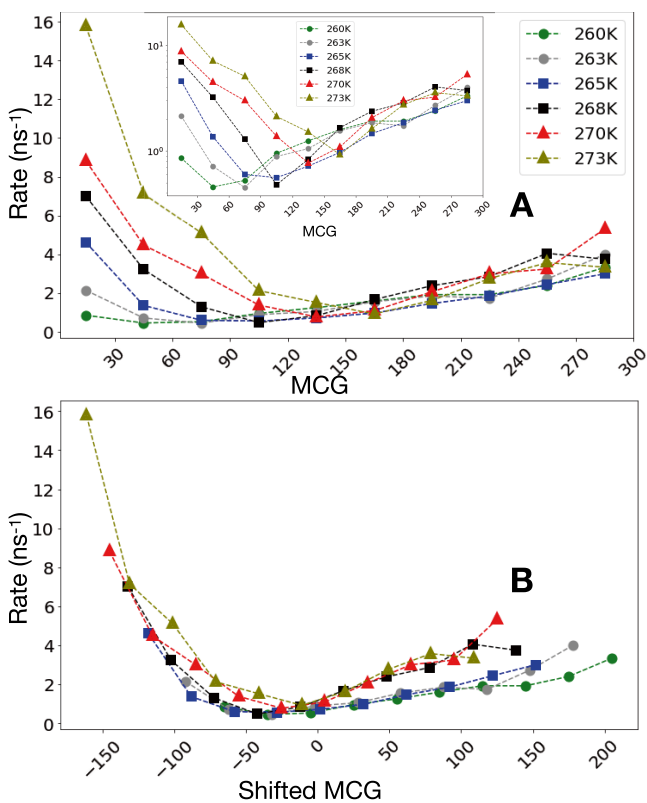 16
14
12
10
8
6
4
2
0
Rate (ns⁻¹)
10¹
10⁰
260K
263K
265K
268K
270K
273K
30
60
90
120
150
180
210
240
270
300
MCG
260K
263K
265K
268K
270K
273K
A
30
60
90
120
150
180
210
240
270
300
MCG
16
14
12
10
8
6
4
2
0
Rate (ns⁻¹)
B
−150
−100
−50
0
50
100
150
200
Shifted MCG